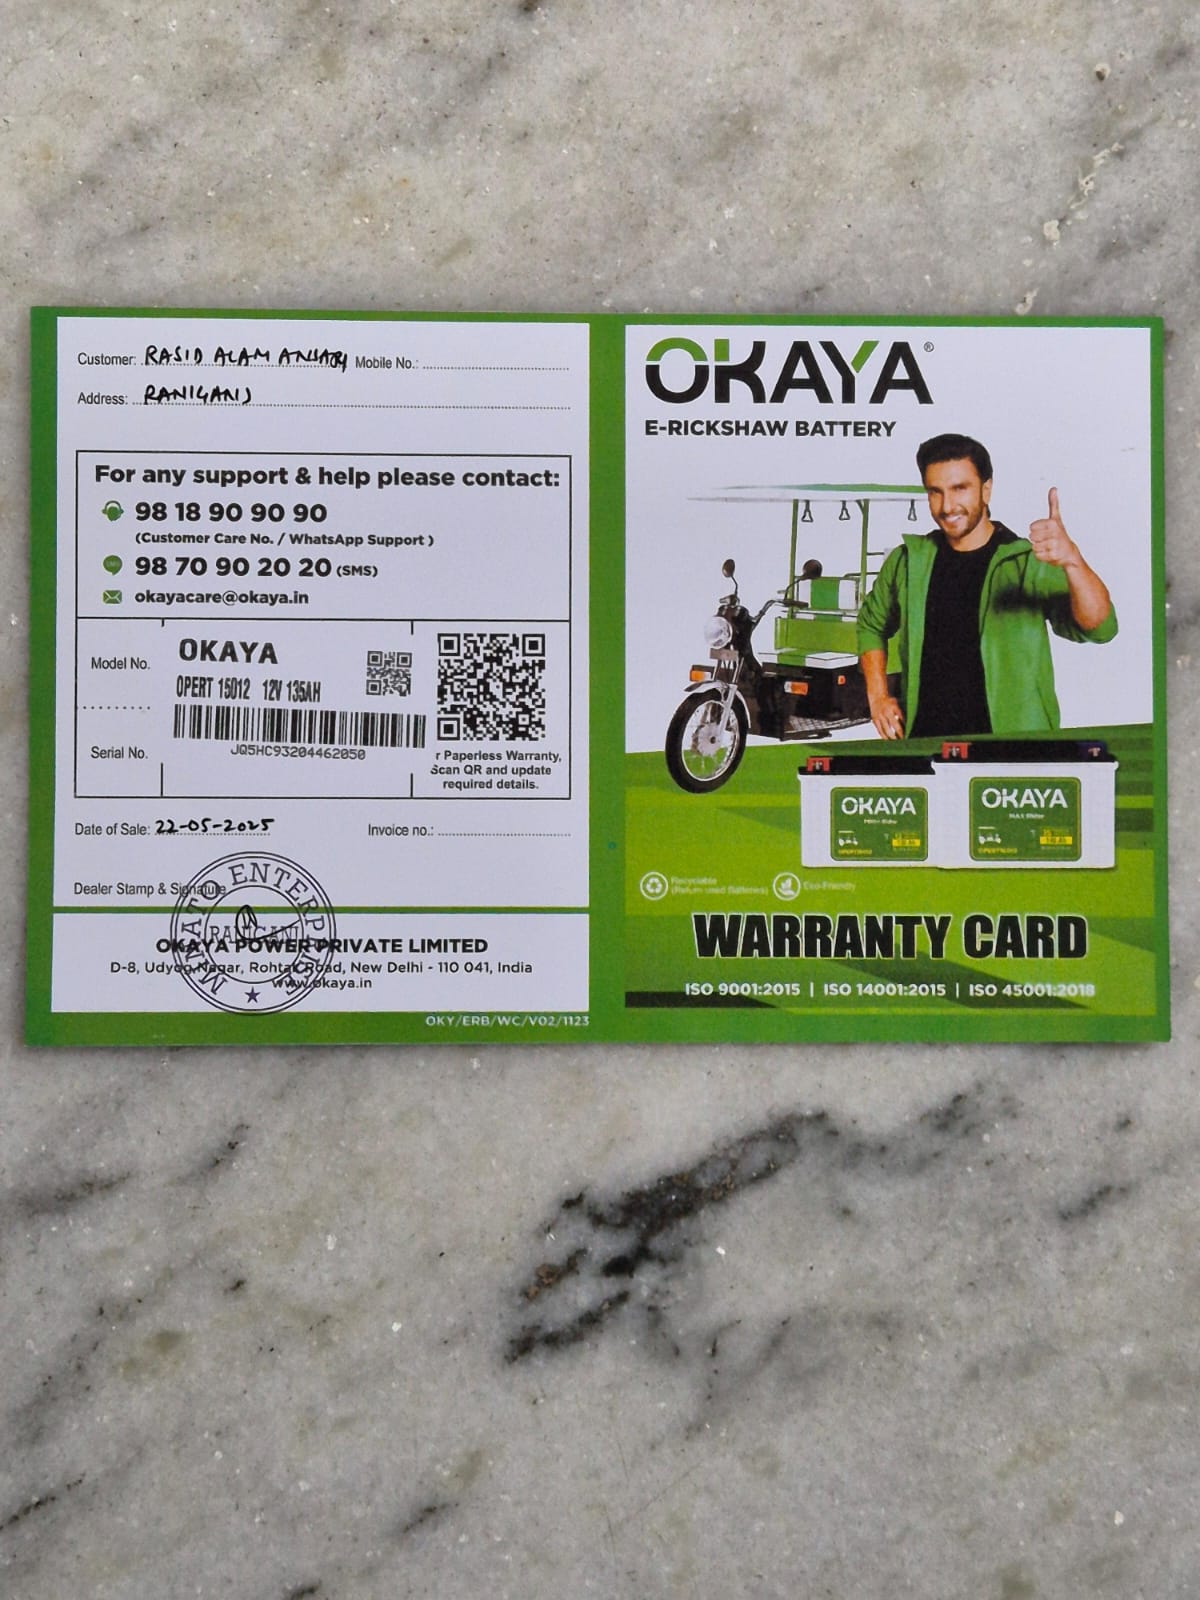 Customer: RASID ALAM ANSARI Mobile No.:
Address: RANIGANJ
For any support & help please contact:
98 18 90 90 90
(Customer Care No. / WhatsApp Support )
98 70 90 20 20 (SMS)
okayacare@okaya.in
Model No.
OKAYA
OPERT 15012 12V 135AH
Serial No.
JQ5HC93204462050
r Paperless Warranty,
Scan QR and update
required details.
Date of Sale: 22-05-2025 Invoice no.:
Dealer Stamp & Signature
MAHATO ENTERPRISE
RANIGANJ
OKAYA POWER PRIVATE LIMITED
D-8, Udyog Nagar, Rohtak Road, New Delhi - 110 041, India
www.okaya.in
OKY/ERB/WC/V02/1123
OKAYA®
E-RICKSHAW BATTERY
OKAYA
OKAYA
MAX Rider
Recyclable
(Return used Batteries)
Eco-Friendly
WARRANTY CARD
ISO 9001:2015 | ISO 14001:2015 | ISO 45001:2018